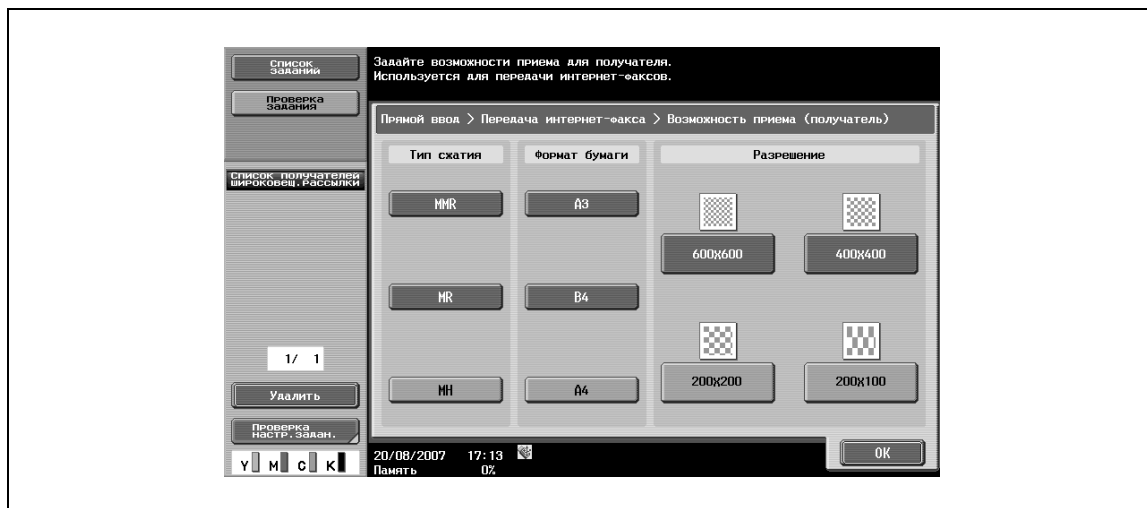 Список
заданий
Проверка
задания
Список получателей
широковещ.рассылки
1/ 1
Удалить
Проверка
настр.задан.
Y M C K
Задайте возможности приема для получателя.
Используется для передачи интернет-факсов.
Прямой ввод > Передача интернет-факса > Возможность приема (получатель)
Тип сжатия
Формат бумаги
Разрешение
MMR
A3
600X600
400X400
MR
B4
MH
A4
200X200
200X100
20/08/2007 17:13
Память 0%
OK